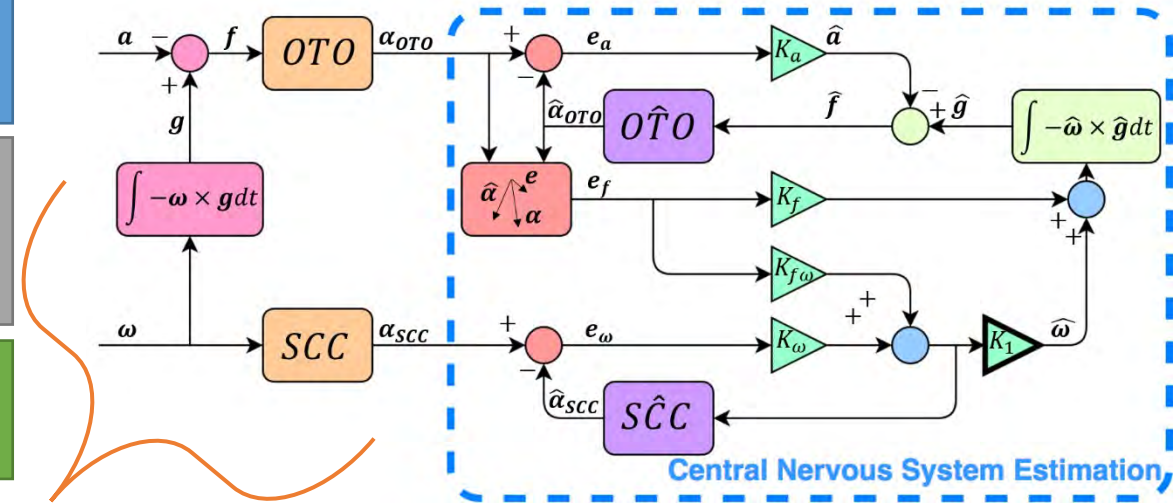 a − f OTO α_OTO + e_a K_a â
+ − − + ĝ
g α̂_OTO OT̂O f̂ ∫ −ω̂ × ĝdt
∫ −ω × gdt α̂ e α e_f K_f + +
K_fω
ω SCC α_SCC + e_ω K_ω + + K_1 ω̂
− α̂_SCC SĈC
Central Nervous System Estimation